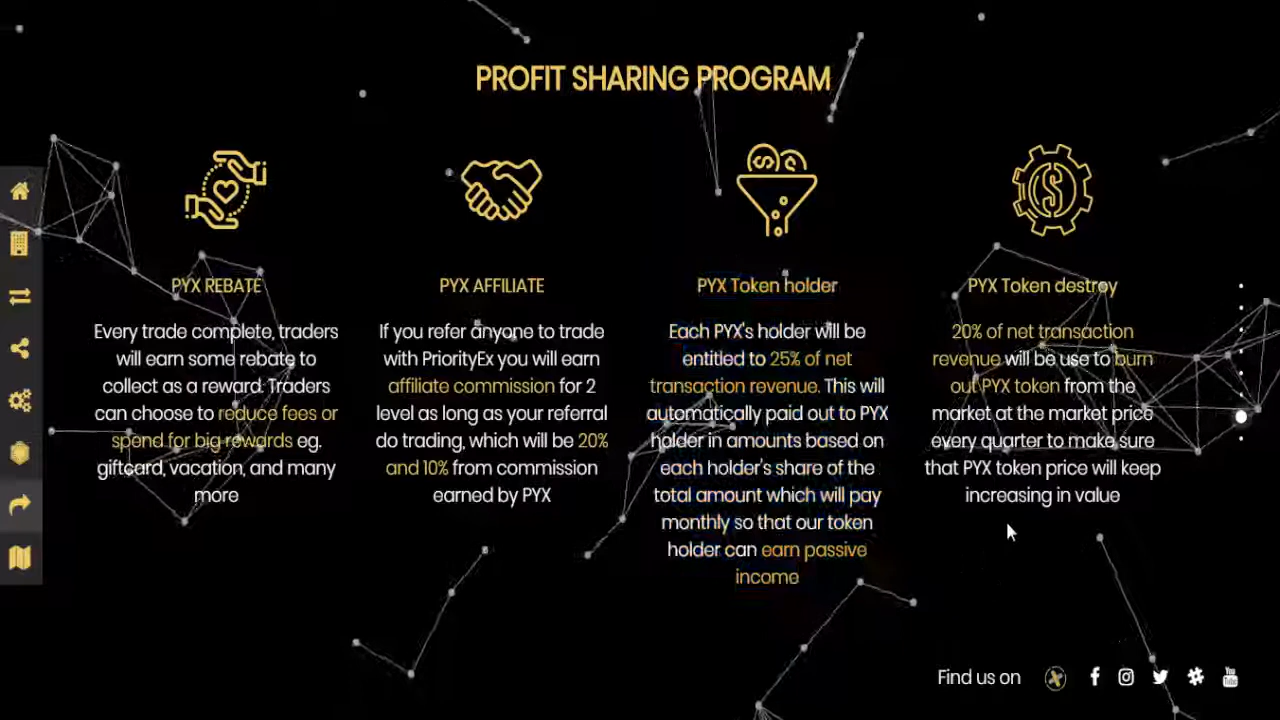 PROFIT SHARING PROGRAM
PYX REBATE
Every trade complete, traders
will earn some rebate to
collect as a reward. Traders
can choose to reduce fees or
spend for big rewards eg.
giftcard, vacation, and many
more
PYX AFFILIATE
If you refer anyone to trade
with PriorityEx you will earn
affiliate commission for 2
level as long as your referral
do trading, which will be 20%
and 10% from commission
earned by PYX
PYX Token holder
Each PYX's holder will be
entitled to 25% of net
transaction revenue. This will
automatically paid out to PYX
holder in amounts based on
each holder's share of the
total amount which will pay
monthly so that our token
holder can earn passive
income
PYX Token destroy
20% of net transaction
revenue will be use to burn
out PYX token from the
market at the market price
every quarter to make sure
that PYX token price will keep
increasing in value
Find us on